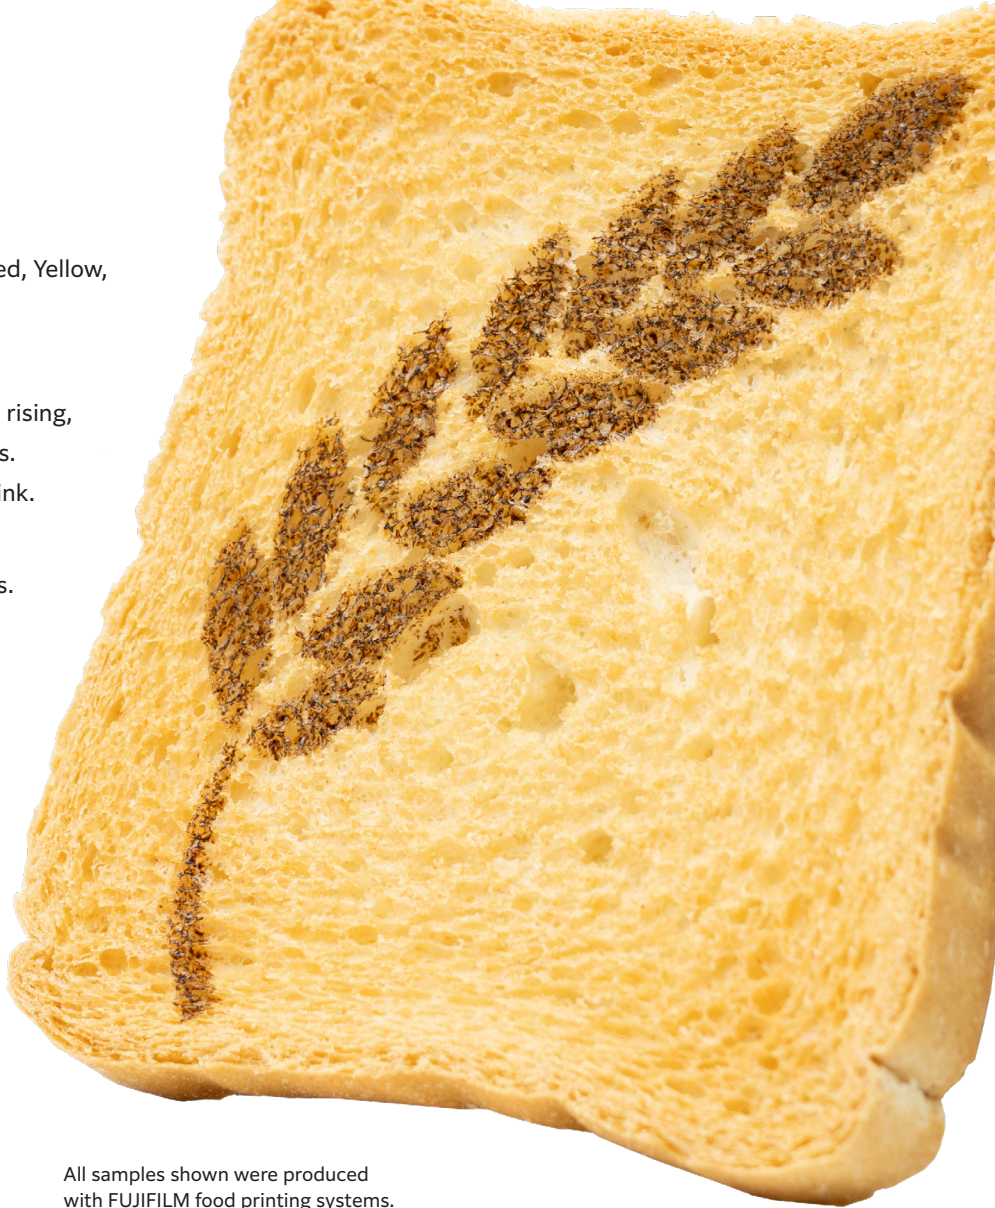 ed, Yellow,
rising,
s.
ink.
s.
All samples shown were produced
with FUJIFILM food printing systems.